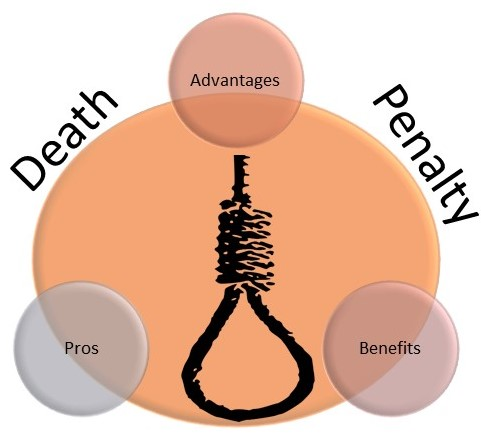 Death
Penalty
Advantages
Pros
Benefits